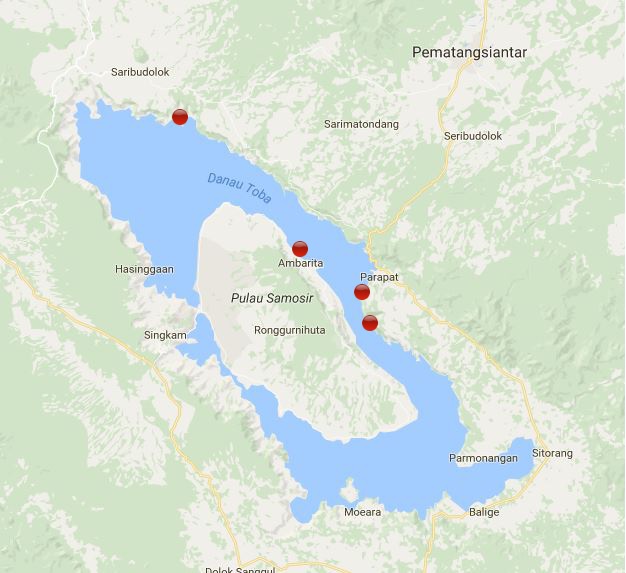 Pematangsiantar
Saribudolok
Sarimatondang
Seribudolok
Danau Toba
Ambarita
Hasinggaan
Parapat
Pulau Samosir
Ronggurnihuta
Singkam
Sitorang
Parmonangan
Moeara
Balige
Dolok Sanggul